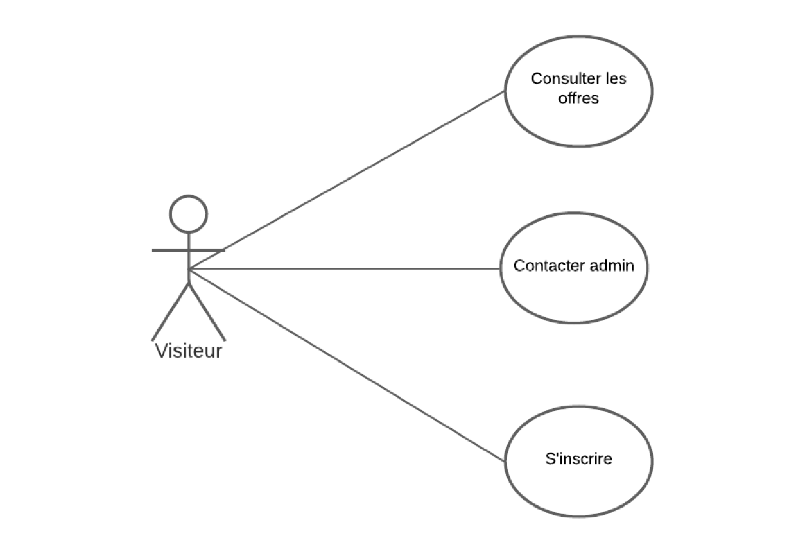 Consulter les
offres
Contacter admin
Visiteur
S'inscrire